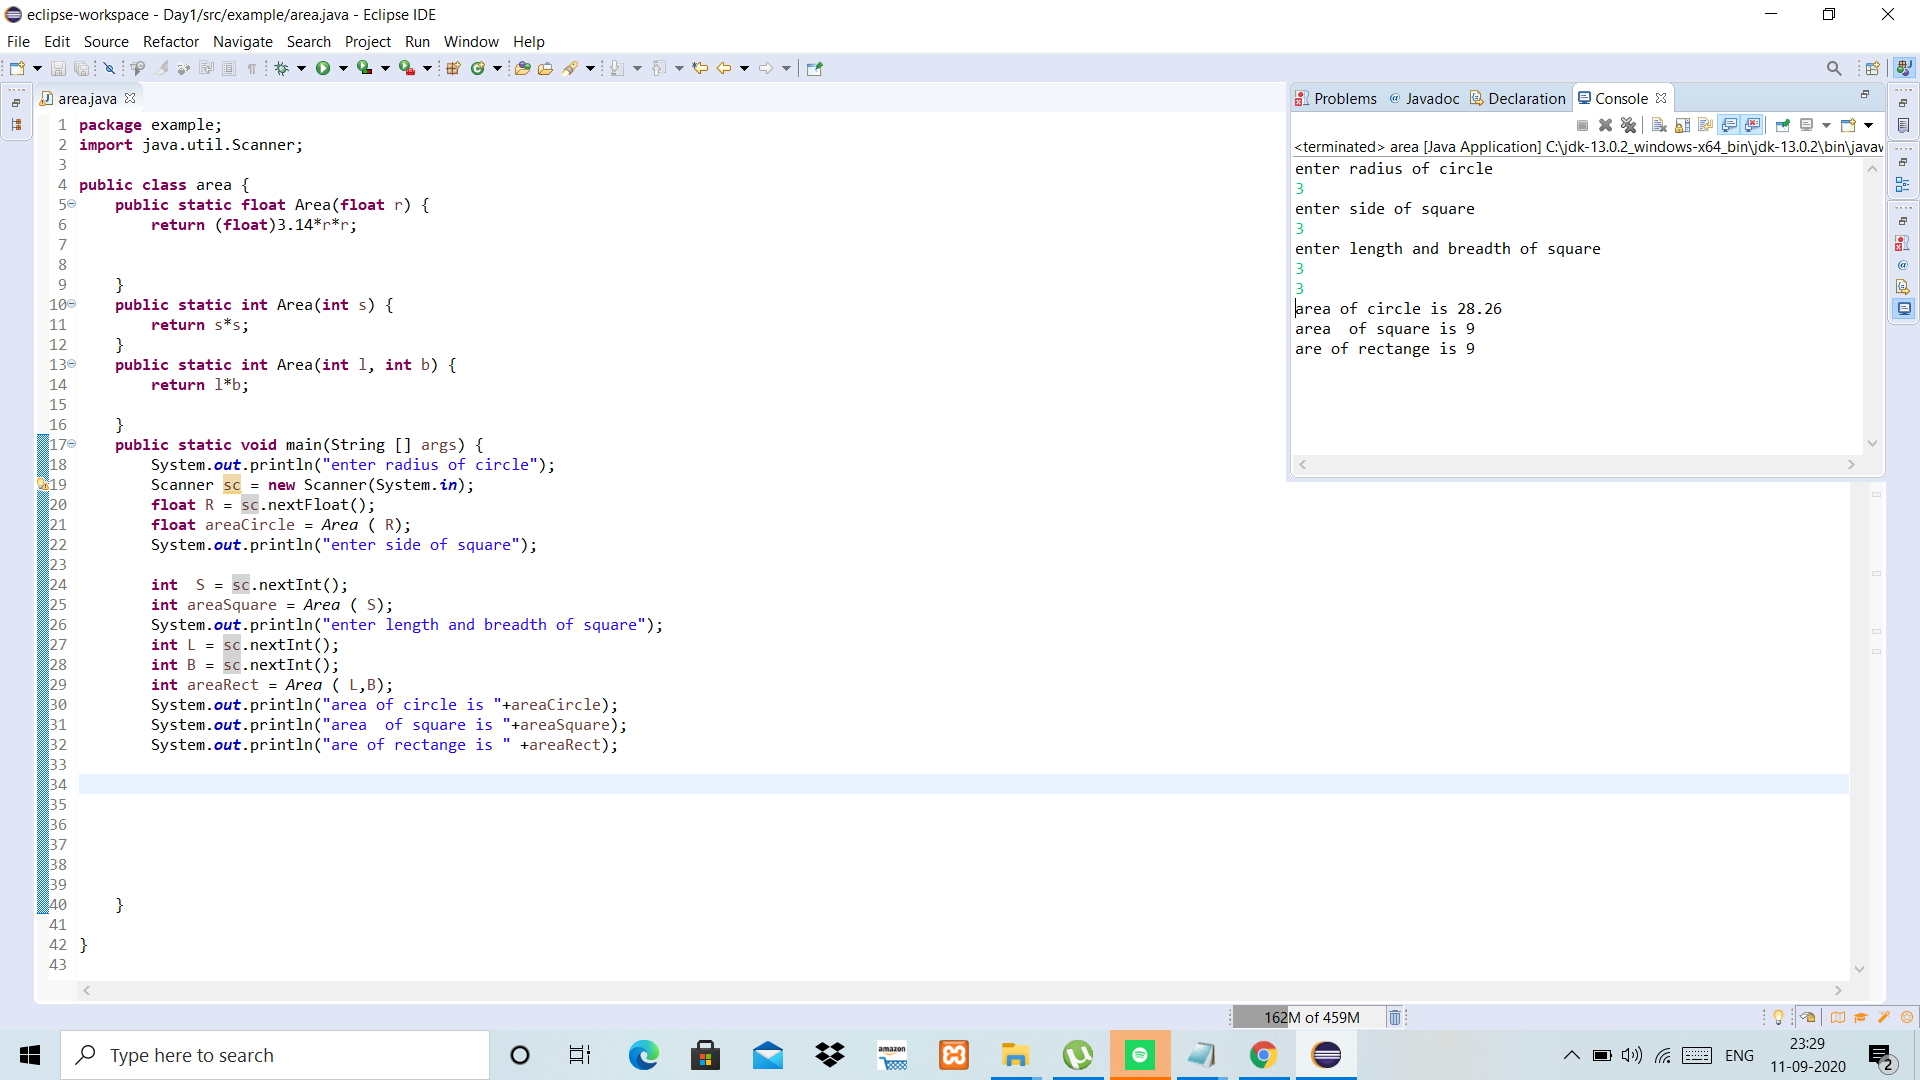 eclipse-workspace - Day1/src/example/area.java - Eclipse IDE
File Edit Source Refactor Navigate Search Project Run Window Help
area.java
1 package example;
2 import java.util.Scanner;
3
4 public class area {
5 public static float Area(float r) {
6 return (float)3.14*r*r;
7
8
9 }
10 public static int Area(int s) {
11 return s*s;
12 }
13 public static int Area(int l, int b) {
14 return l*b;
15
16 }
17 public static void main(String [] args) {
18 System.out.println("enter radius of circle");
19 Scanner sc = new Scanner(System.in);
20 float R = sc.nextFloat();
21 float areaCircle = Area ( R);
22 System.out.println("enter side of square");
23
24 int  S = sc.nextInt();
25 int areaSquare = Area ( S);
26 System.out.println("enter length and breadth of square");
27 int L = sc.nextInt();
28 int B = sc.nextInt();
29 int areaRect = Area ( L,B);
30 System.out.println("area of circle is "+areaCircle);
31 System.out.println("area  of square is "+areaSquare);
32 System.out.println("are of rectange is " +areaRect);
33
34
35
36
37
38
39
40 }
41
42 }
43
Problems @ Javadoc Declaration Console
<terminated> area [Java Application] C:\jdk-13.0.2_windows-x64_bin\jdk-13.0.2\bin\javaw
enter radius of circle
3
enter side of square
3
enter length and breadth of square
3
3
area of circle is 28.26
area  of square is 9
are of rectange is 9
162M of 459M
Type here to search
amazon
ENG
23:29
11-09-2020
2